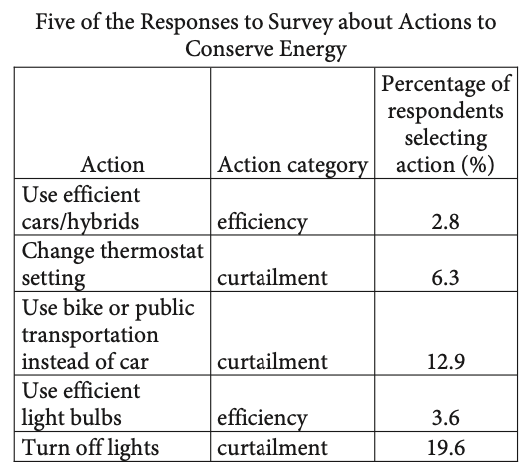 Five of the Responses to Survey about Actions to
Conserve Energy
Action
Action category
Percentage of
respondents
selecting
action (%)
Use efficient
cars/hybrids
efficiency
2.8
Change thermostat
setting
curtailment
6.3
Use bike or public
transportation
instead of car
curtailment
12.9
Use efficient
light bulbs
efficiency
3.6
Turn off lights
curtailment
19.6